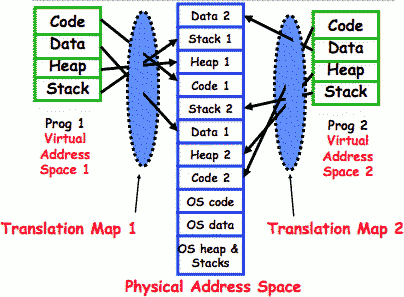 Code
Data
Heap
Stack
Prog 1
Virtual
Address
Space 1
Translation Map 1
Data 2
Stack 1
Heap 1
Code 1
Stack 2
Data 1
Heap 2
Code 2
OS code
OS data
OS heap &
Stacks
Physical Address Space
Code
Data
Heap
Stack
Prog 2
Virtual
Address
Space 2
Translation Map 2